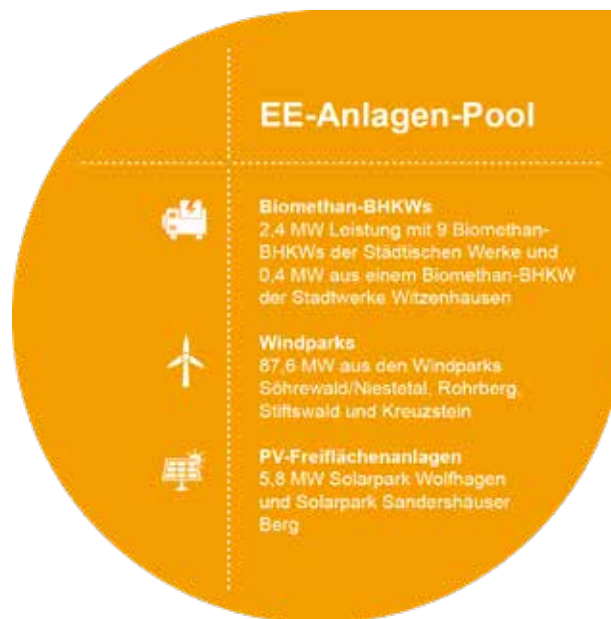 EE-Anlagen-Pool
Biomethan-BHKWs
2,4 MW Leistung mit 9 Biomethan-
BHKWs der Städtischen Werke und
0,4 MW aus einem Biomethan-BHKW
der Stadtwerke Witzenhausen
Windparks
87,6 MW aus den Windparks
Söhrewald/Niestetal, Rohrberg,
Stiftswald und Kreuzstein
PV-Freiflächenanlagen
5,8 MW Solarpark Wolfhagen
und Solarpark Sandershäuser
Berg